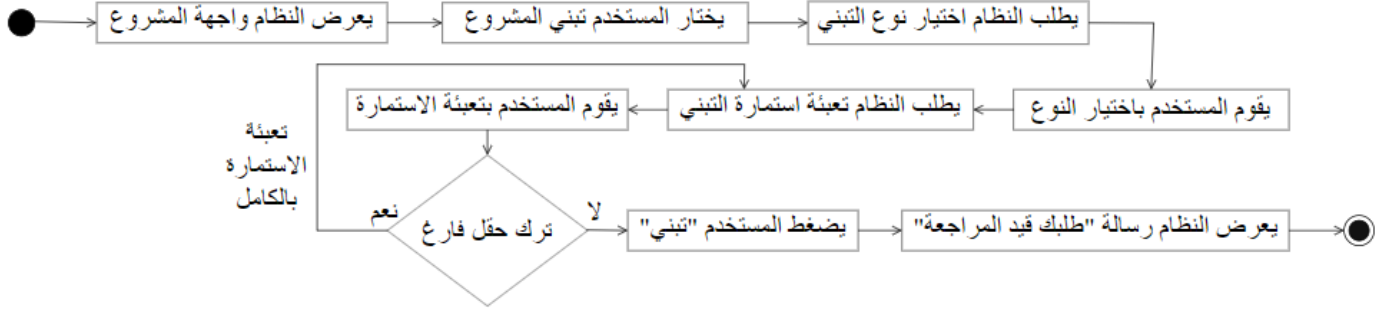 يعرض النظام واجهة المشروع
يختار المستخدم تبني المشروع
يطلب النظام اختيار نوع التبني
يقوم المستخدم باختيار النوع
يطلب النظام تعبئة استمارة التبني
يقوم المستخدم بتعبئة الاستمارة
تعبئة
الاستمارة
بالكامل
نعم
ترك حقل فارغ
لا
يضغط المستخدم "تبني"
يعرض النظام رسالة "طلبك قيد المراجعة"